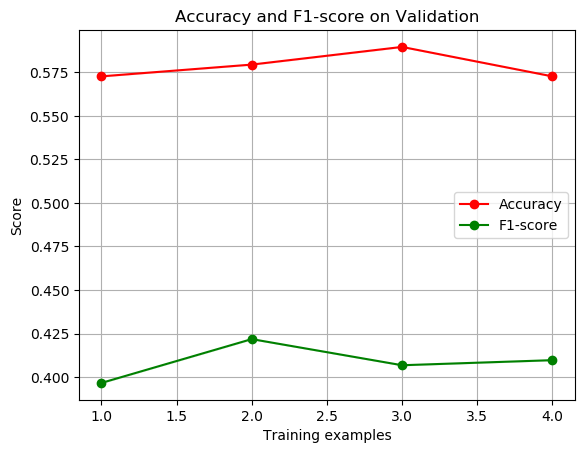 Accuracy and F1-score on Validation
Score
0.575
0.550
0.525
0.500
0.475
0.450
0.425
0.400
Accuracy
F1-score
1.0 1.5 2.0 2.5 3.0 3.5 4.0
Training examples